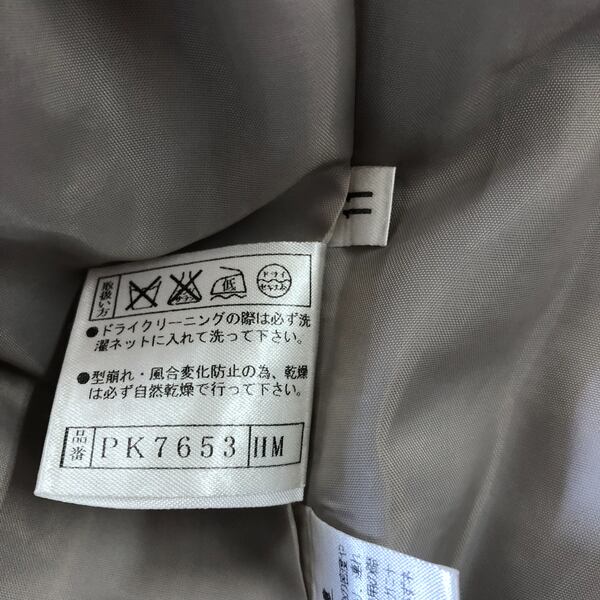 11
取扱い方
低
ドライ
セキユ系
●ドライクリーニングの際は必ず洗
濯ネットに入れて洗って下さい。
●型崩れ・風合変化防止の為、乾燥
は必ず自然乾燥で行って下さい。
品番 PK7653 HM